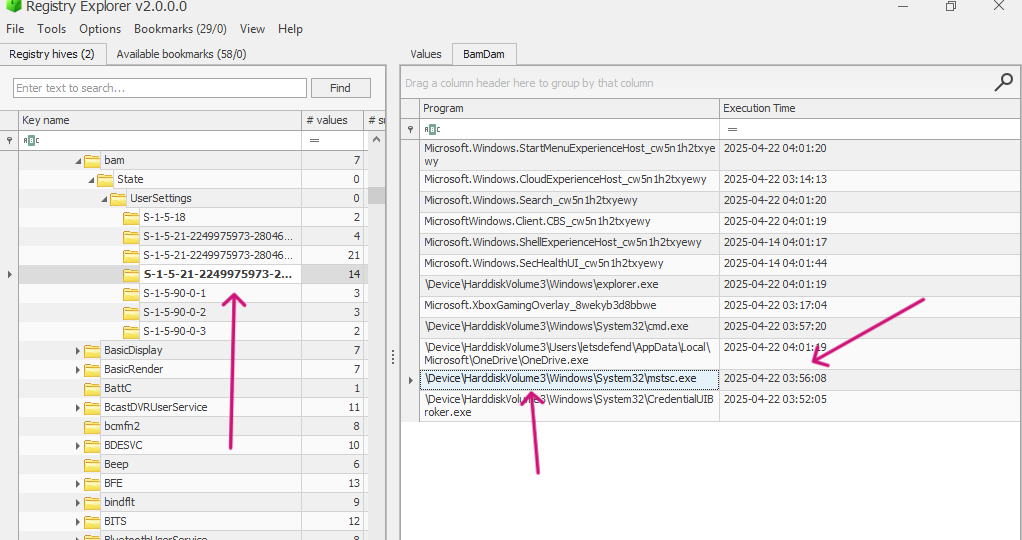 Registry Explorer v2.0.0.0
File Tools Options Bookmarks (29/0) View Help
Registry hives (2) Available bookmarks (58/0)
Enter text to search... Find
Key name # values # su
ABC =
bam 7
State 0
UserSettings 0
S-1-5-18 2
S-1-5-21-2249975973-28046... 4
S-1-5-21-2249975973-28046... 21
S-1-5-21-2249975973-2... 14
S-1-5-90-0-1 3
S-1-5-90-0-2 3
S-1-5-90-0-3 2
BasicDisplay 7
BasicRender 7
BattC 1
BcastDVRUserService 11
bcmfn2 8
BDESVC 10
Beep 6
BFE 13
bindflt 9
BITS 12
BluetoothUserService 8
Values BamDam
Drag a column header here to group by that column
Program Execution Time
ABC =
Microsoft.Windows.StartMenuExperienceHost_cw5n1h2txye 2025-04-22 04:01:20
wy
Microsoft.Windows.CloudExperienceHost_cw5n1h2txyewy 2025-04-22 03:14:13
Microsoft.Windows.Search_cw5n1h2txyewy 2025-04-22 04:01:20
MicrosoftWindows.Client.CBS_cw5n1h2txyewy 2025-04-22 04:01:19
Microsoft.Windows.ShellExperienceHost_cw5n1h2txyewy 2025-04-14 04:01:17
Microsoft.Windows.SecHealthUI_cw5n1h2txyewy 2025-04-14 04:01:44
\Device\HarddiskVolume3\Windows\explorer.exe 2025-04-22 04:01:19
Microsoft.XboxGamingOverlay_8wekyb3d8bbwe 2025-04-22 03:17:04
\Device\HarddiskVolume3\Windows\System32\cmd.exe 2025-04-22 03:57:20
\Device\HarddiskVolume3\Users\letsdefend\AppData\Local\ 2025-04-22 04:01:49
Microsoft\OneDrive\OneDrive.exe
\Device\HarddiskVolume3\Windows\System32\mstsc.exe 2025-04-22 03:56:08
\Device\HarddiskVolume3\Windows\System32\CredentialUIB 2025-04-22 03:52:05
roker.exe